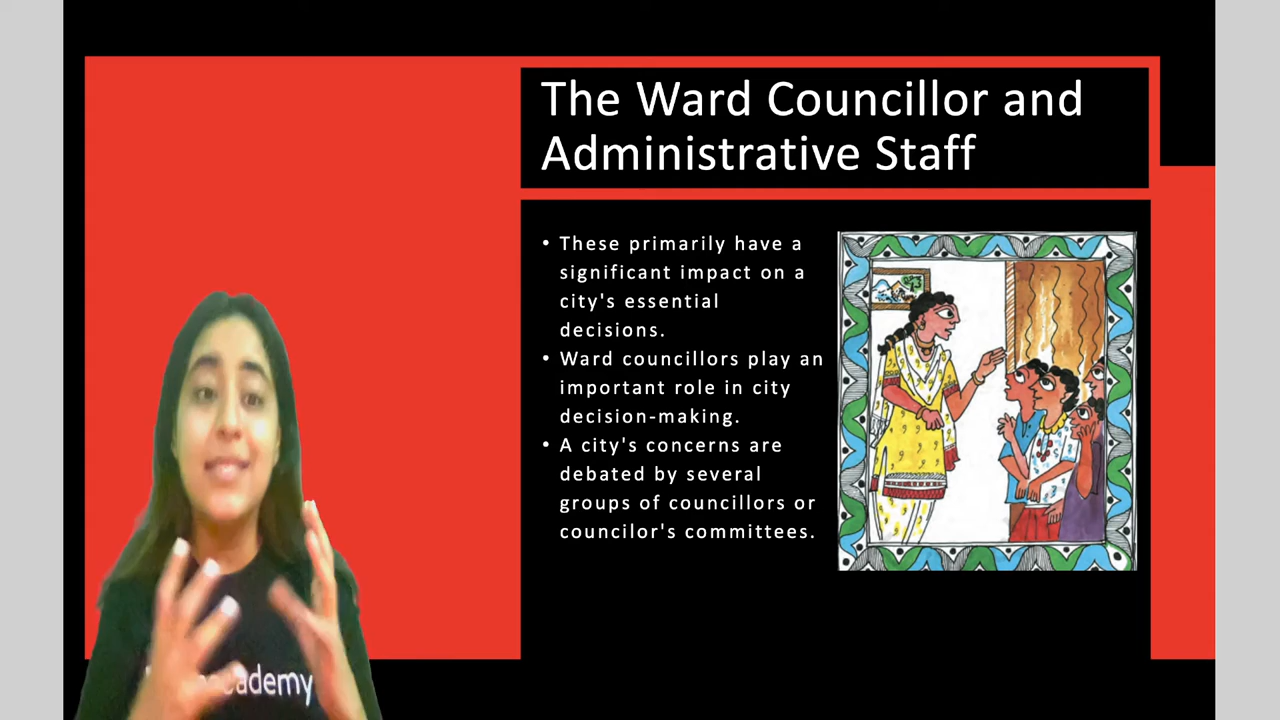 The Ward Councillor and
Administrative Staff
• These primarily have a
significant impact on a
city's essential
decisions.
• Ward councillors play an
important role in city
decision-making.
• A city's concerns are
debated by several
groups of councillors or
councilor's committees.